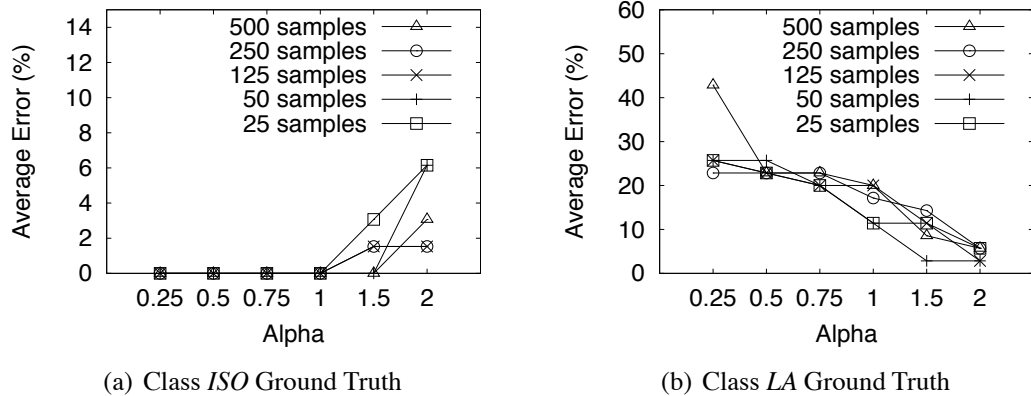 14
12
10
8
6
4
2
0
Average Error (%)
500 samples
250 samples
125 samples
50 samples
25 samples
0.25 0.5 0.75 1 1.5 2
Alpha
(a) Class ISO Ground Truth
60
50
40
30
20
10
0
Average Error (%)
500 samples
250 samples
125 samples
50 samples
25 samples
0.25 0.5 0.75 1 1.5 2
Alpha
(b) Class LA Ground Truth